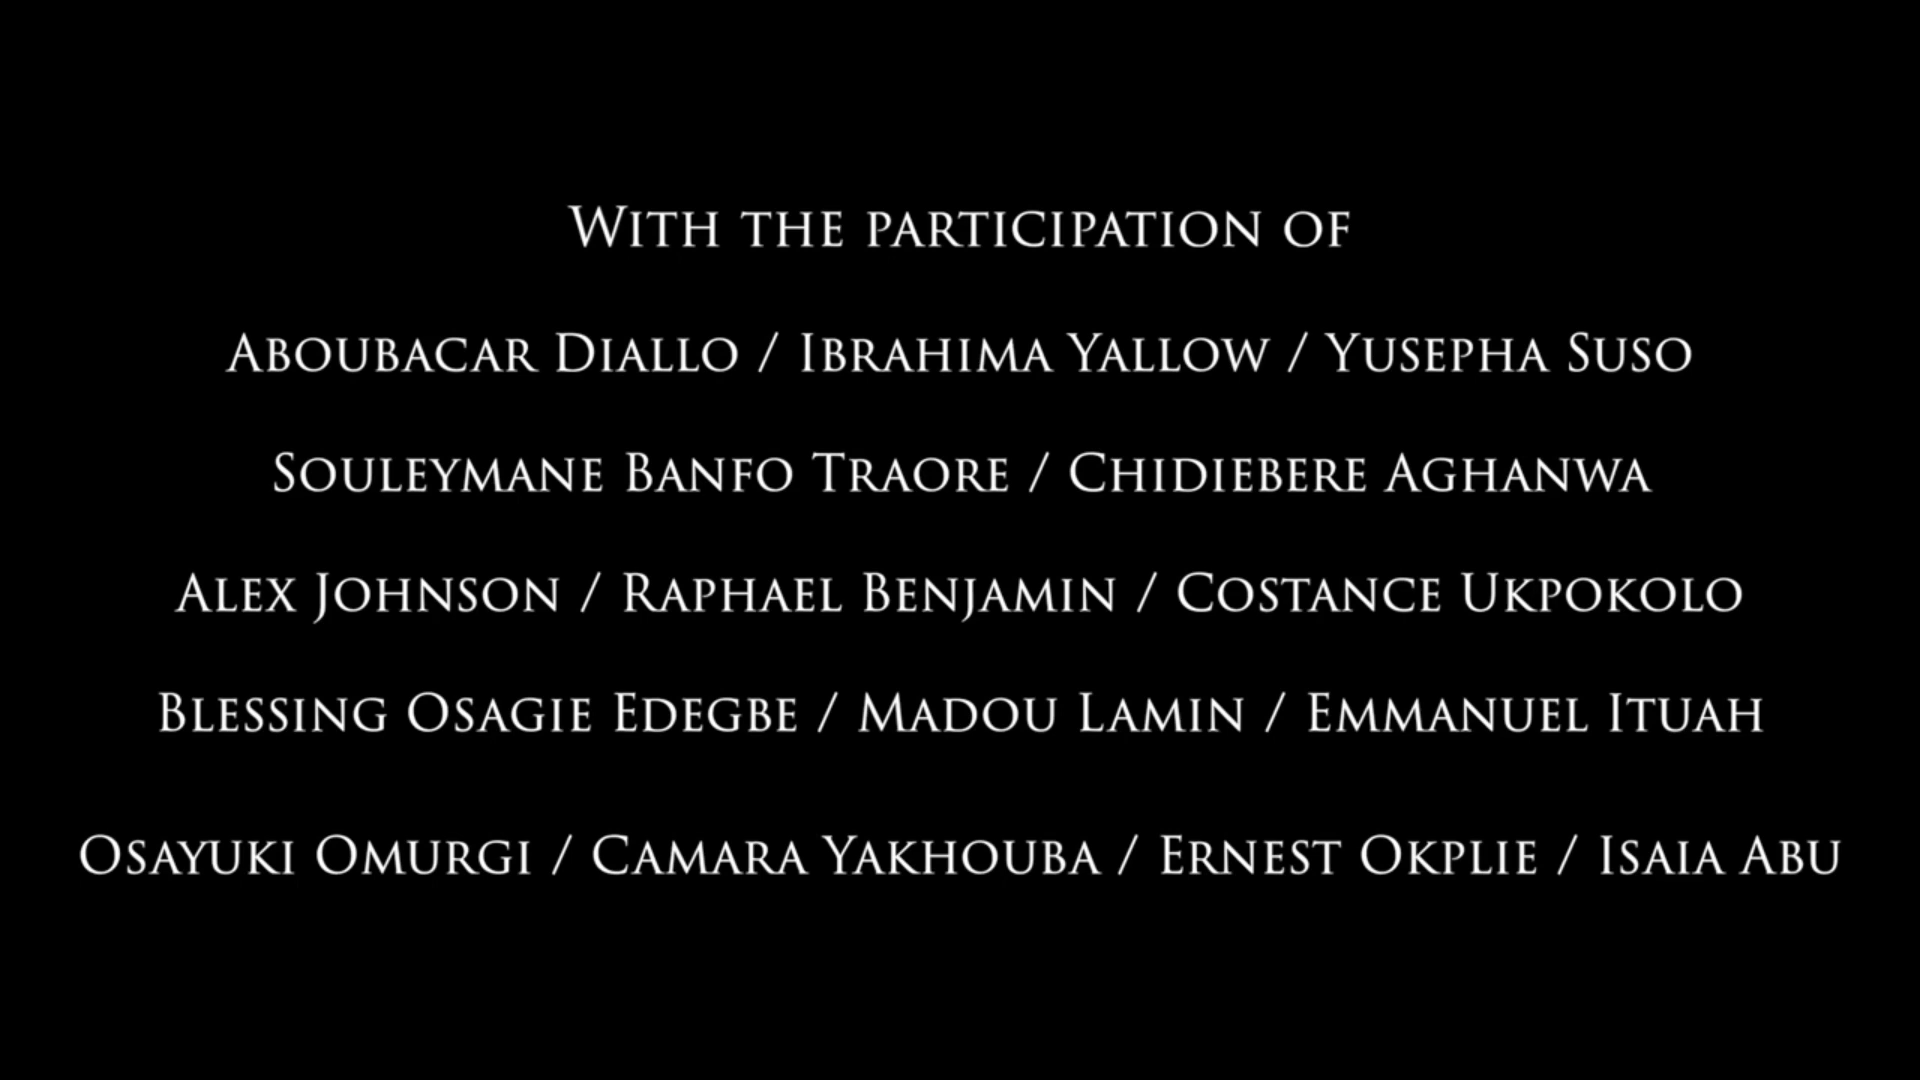 With the participation of
Aboubacar Diallo / Ibrahima Yallow / Yusepha Suso
Souleymane Banfo Traore / Chidiebere Aghanwa
Alex Johnson / Raphael Benjamin / Costance Ukpokolo
Blessing Osagie Edegbe / Madou Lamin / Emmanuel Ituah
Osayuki Omurgi / Camara Yakhouba / Ernest Okplie / Isaia Abu